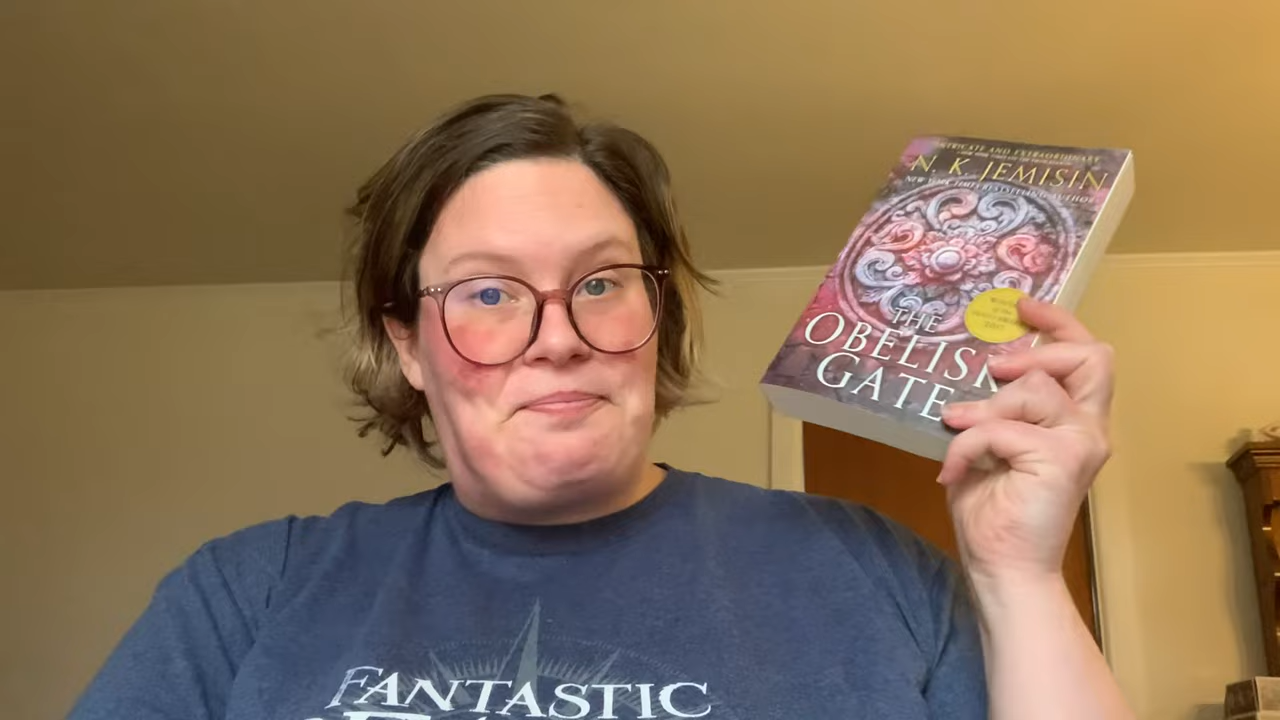 INTRICATE AND EXTRAORDINARY
N. K. JEMISIN
NEW YORK TIMES BESTSELLING AUTHOR
THE
OBELISK
GATE
FANTASTIC